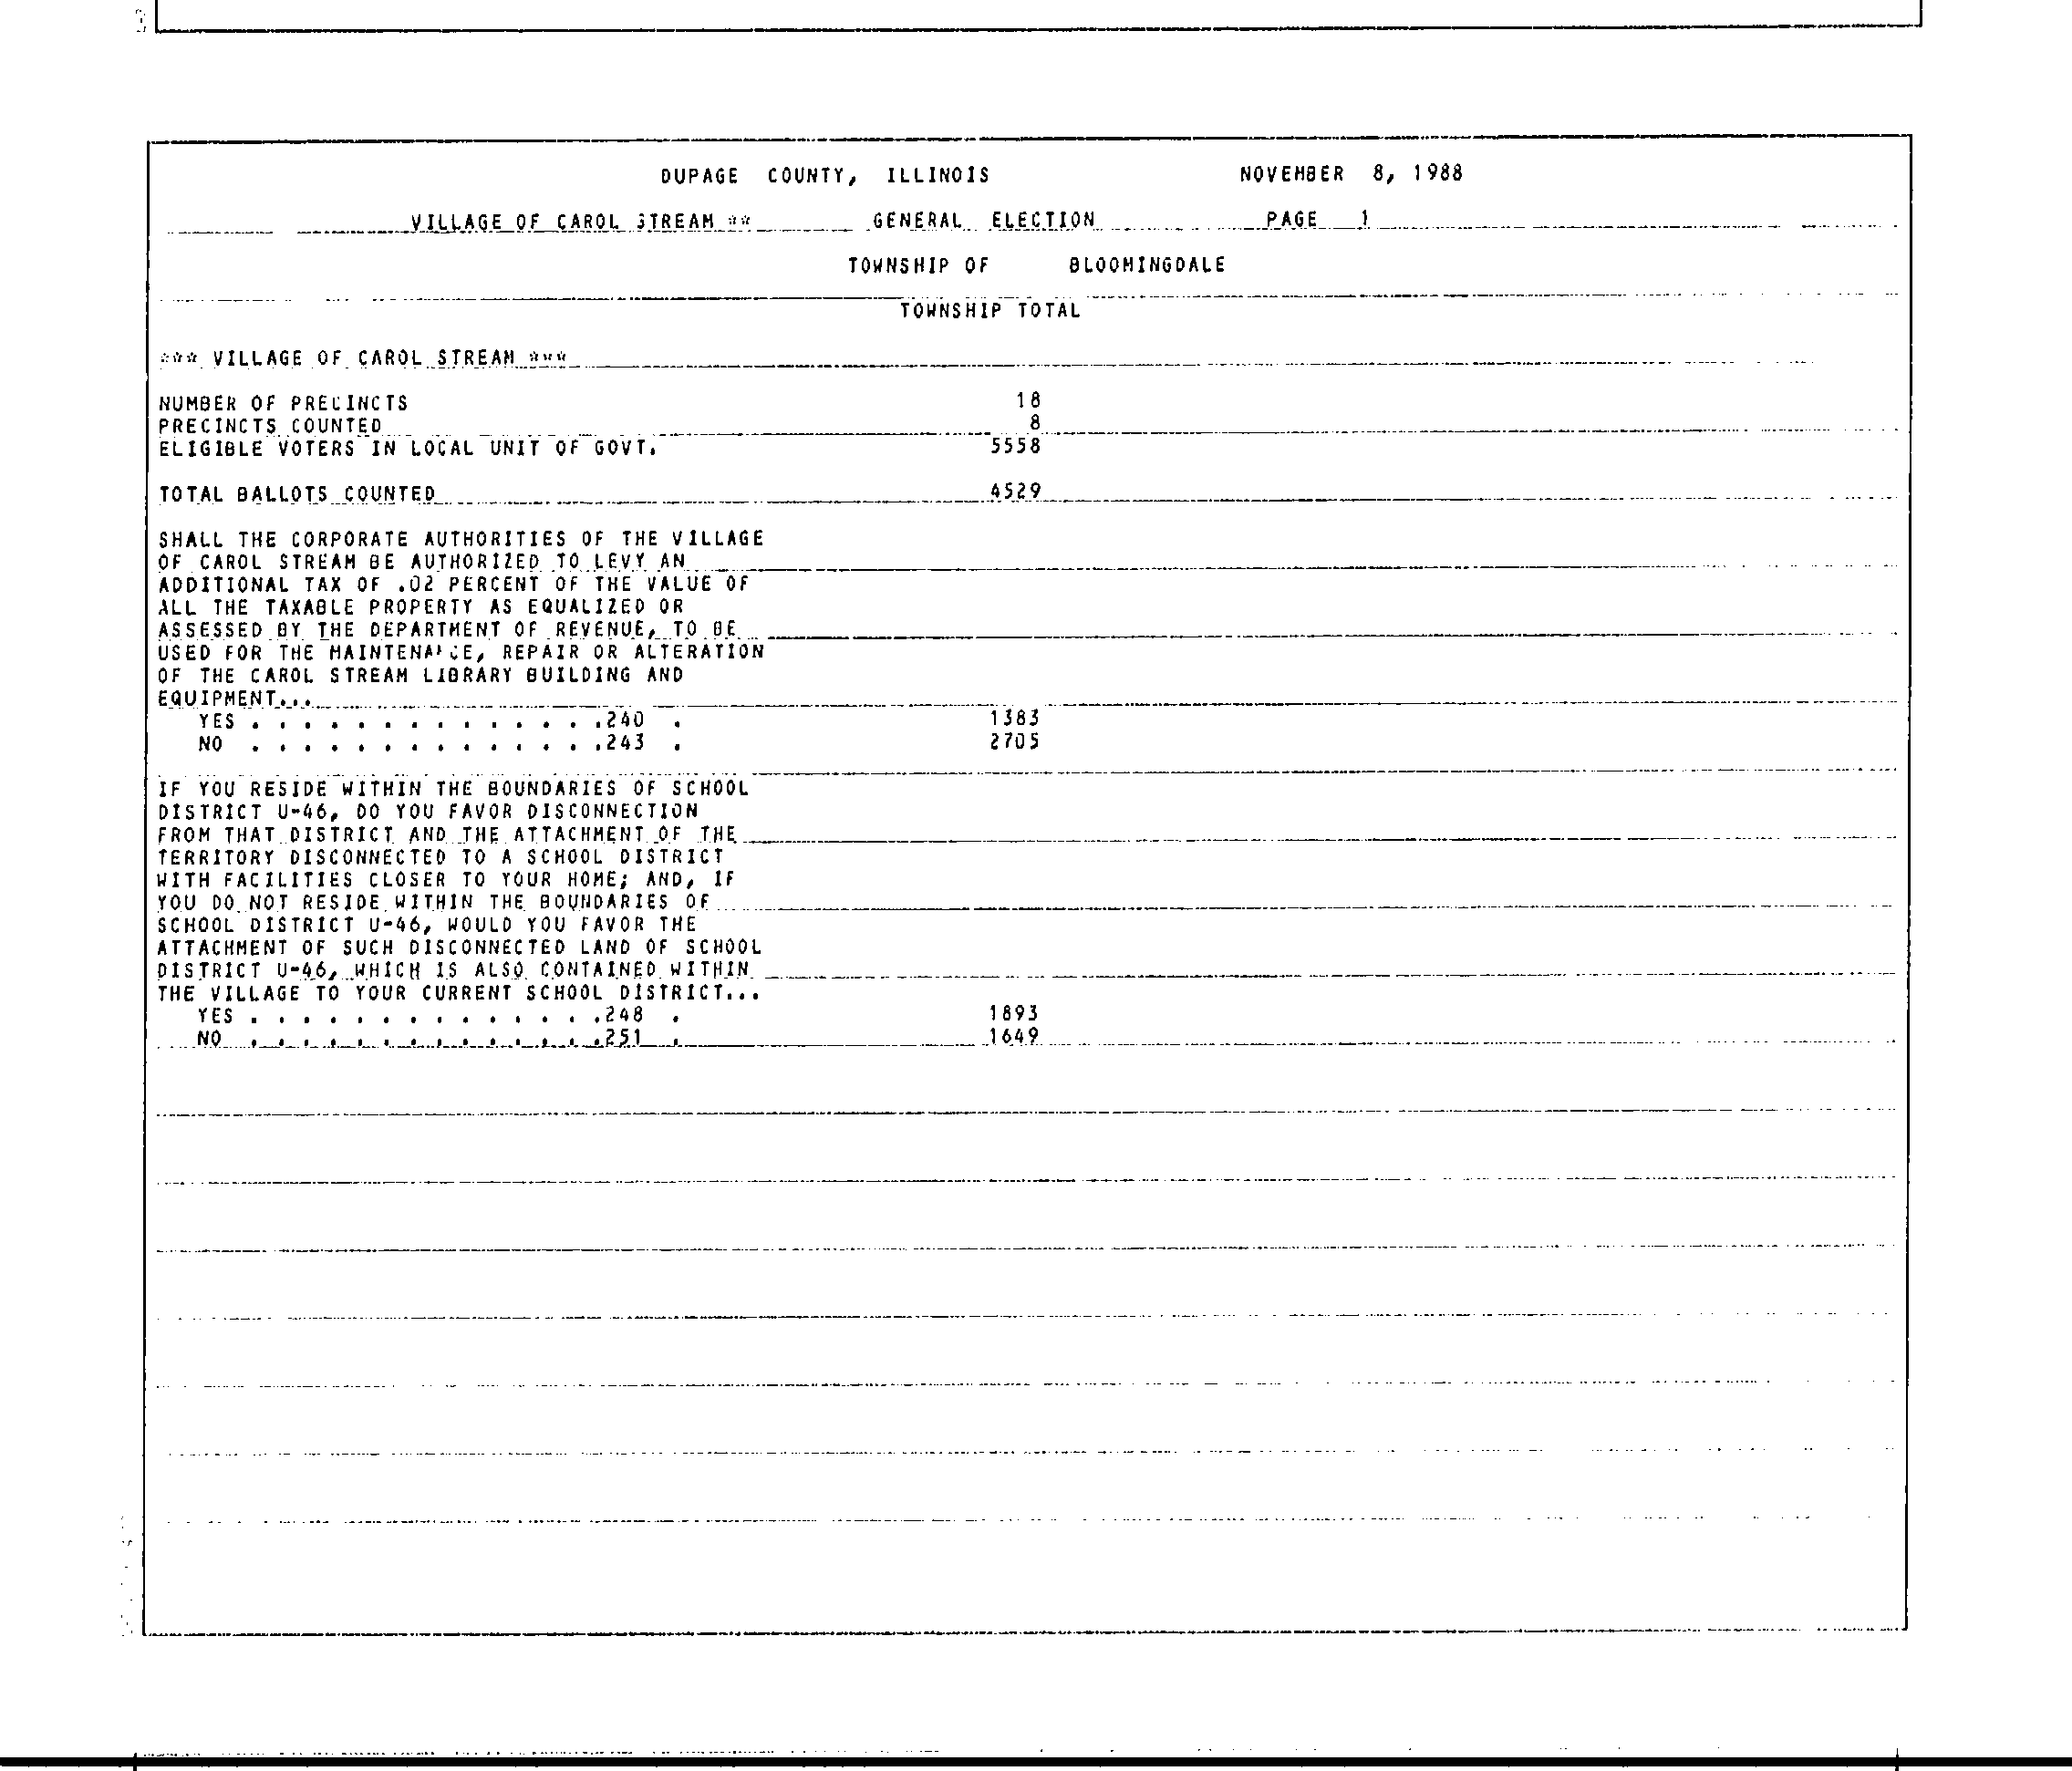 DUPAGE COUNTY, ILLINOIS NOVEMBER 8, 1988
VILLAGE OF CAROL STREAM ** GENERAL ELECTION PAGE 1
TOWNSHIP OF BLOOMINGDALE
TOWNSHIP TOTAL
*** VILLAGE OF CAROL STREAM ***
NUMBER OF PRECINCTS 18
PRECINCTS COUNTED 8
ELIGIBLE VOTERS IN LOCAL UNIT OF GOVT. 5558
TOTAL BALLOTS COUNTED 4529
SHALL THE CORPORATE AUTHORITIES OF THE VILLAGE
OF CAROL STREAM BE AUTHORIZED TO LEVY AN
ADDITIONAL TAX OF .02 PERCENT OF THE VALUE OF
ALL THE TAXABLE PROPERTY AS EQUALIZED OR
ASSESSED BY THE DEPARTMENT OF REVENUE, TO BE
USED FOR THE MAINTENANCE, REPAIR OR ALTERATION
OF THE CAROL STREAM LIBRARY BUILDING AND
EQUIPMENT...
YES . . . . . . . . . . . . . .240 . 1383
NO . . . . . . . . . . . . . .243 . 2705
IF YOU RESIDE WITHIN THE BOUNDARIES OF SCHOOL
DISTRICT U-46, DO YOU FAVOR DISCONNECTION
FROM THAT DISTRICT AND THE ATTACHMENT OF THE
TERRITORY DISCONNECTED TO A SCHOOL DISTRICT
WITH FACILITIES CLOSER TO YOUR HOME; AND, IF
YOU DO NOT RESIDE WITHIN THE BOUNDARIES OF
SCHOOL DISTRICT U-46, WOULD YOU FAVOR THE
ATTACHMENT OF SUCH DISCONNECTED LAND OF SCHOOL
DISTRICT U-46, WHICH IS ALSO CONTAINED WITHIN
THE VILLAGE TO YOUR CURRENT SCHOOL DISTRICT...
YES . . . . . . . . . . . . . .248 . 1893
NO . . . . . . . . . . . . . .251 . 1649